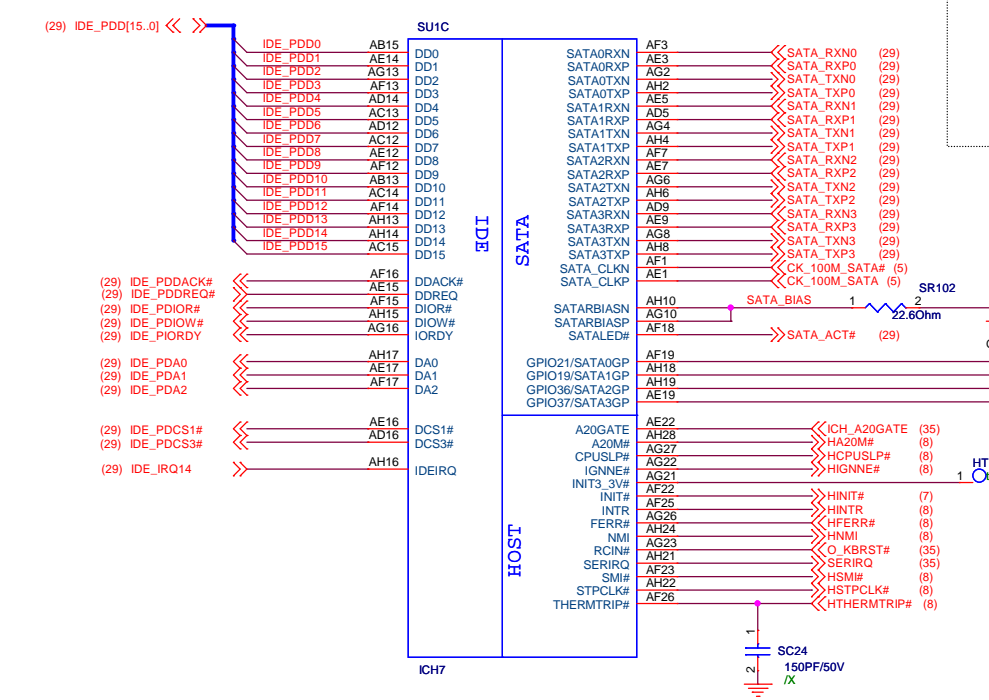 (29) IDE_PDD[15..0]
SU1C
IDE_PDD0 AB15 DD0 SATA0RXN AF3 SATA_RXN0 (29)
IDE_PDD1 AE14 DD1 SATA0RXP AE3 SATA_RXP0 (29)
IDE_PDD2 AG13 DD2 SATA0TXN AG2 SATA_TXN0 (29)
IDE_PDD3 AF13 DD3 SATA0TXP AH2 SATA_TXP0 (29)
IDE_PDD4 AD14 DD4 SATA1RXN AE5 SATA_RXN1 (29)
IDE_PDD5 AC13 DD5 SATA1RXP AD5 SATA_RXP1 (29)
IDE_PDD6 AD12 DD6 SATA1TXN AG4 SATA_TXN1 (29)
IDE_PDD7 AC12 DD7 SATA1TXP AH4 SATA_TXP1 (29)
IDE_PDD8 AE12 DD8 SATA2RXN AF7 SATA_RXN2 (29)
IDE_PDD9 AF12 DD9 SATA2RXP AE7 SATA_RXP2 (29)
IDE_PDD10 AB13 DD10 SATA2TXN AG6 SATA_TXN2 (29)
IDE_PDD11 AC14 DD11 SATA2TXP AH6 SATA_TXP2 (29)
IDE_PDD12 AF14 DD12 SATA3RXN AD9 SATA_RXN3 (29)
IDE_PDD13 AH13 DD13 SATA3RXP AE9 SATA_RXP3 (29)
IDE_PDD14 AH14 DD14 SATA3TXN AG8 SATA_TXN3 (29)
IDE_PDD15 AC15 DD15 SATA3TXP AH8 SATA_TXP3 (29)
IDE
SATA
SATA_CLKN AF1 CK_100M_SATA# (5)
(29) IDE_PDDACK# AF16 DDACK# SATA_CLKP AE1 CK_100M_SATA (5)
(29) IDE_PDDREQ# AE15 DDREQ
(29) IDE_PDIOR# AF15 DIOR# SATARBIASN AH10 SATA_BIAS 1 2 SR102
(29) IDE_PDIOW# AH15 DIOW# SATARBIASP AG10 22.6Ohm
(29) IDE_PIORDY AG16 IORDY SATALED# AF18 SATA_ACT# (29)
(29) IDE_PDA0 AH17 DA0 GPIO21/SATA0GP AF19
(29) IDE_PDA1 AE17 DA1 GPIO19/SATA1GP AH18
(29) IDE_PDA2 AF17 DA2 GPIO36/SATA2GP AH19
GPIO37/SATA3GP AE19
(29) IDE_PDCS1# AE16 DCS1# A20GATE AE22 ICH_A20GATE (35)
(29) IDE_PDCS3# AD16 DCS3# A20M# AH28 HA20M# (8)
CPUSLP# AG27 HCPUSLP# (8)
(29) IDE_IRQ14 AH16 IDEIRQ IGNNE# AG22 HIGNNE# (8)
INIT3_3V# AG21 1 HT
INIT# AF22 HINIT# (7)
INTR AF25 HINTR (8)
FERR# AG26 HFERR# (8)
NMI AH24 HNMI (8)
RCIN# AG23 O_KBRST# (35)
SERIRQ AH21 SERIRQ (35)
SMI# AF23 HSMI# (8)
STPCLK# AH22 HSTPCLK# (8)
THERMTRIP# AF26 HTHERMTRIP# (8)
HOST
1
SC24
2 150PF/50V
ICH7
/X